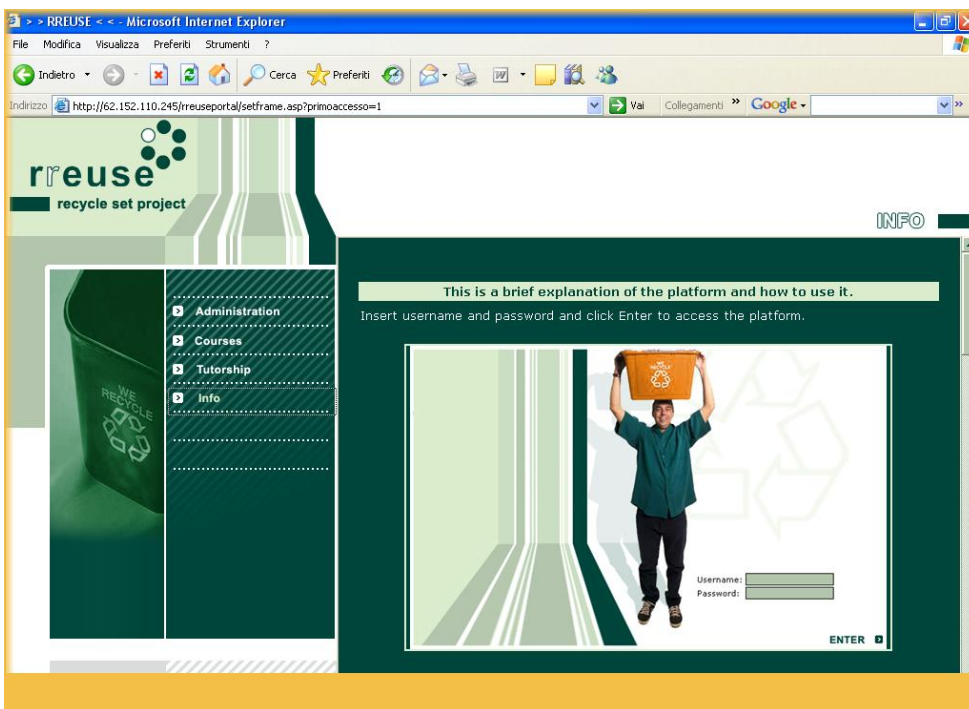 > > RREUSE < < - Microsoft Internet Explorer
File Modifica Visualizza Preferiti Strumenti ?
Indietro Cerca Preferiti
Indirizzo http://62.152.110.245/rreuseportal/setframe.asp?primoaccesso=1 Vai Collegamenti » Google »
rreuse
recycle set project
INFO
This is a brief explanation of the platform and how to use it.
Insert username and password and click Enter to access the platform.
Administration
Courses
Tutorship
Info
WE
RECYCLE
WE
RECYCLE
Username:
Password:
ENTER